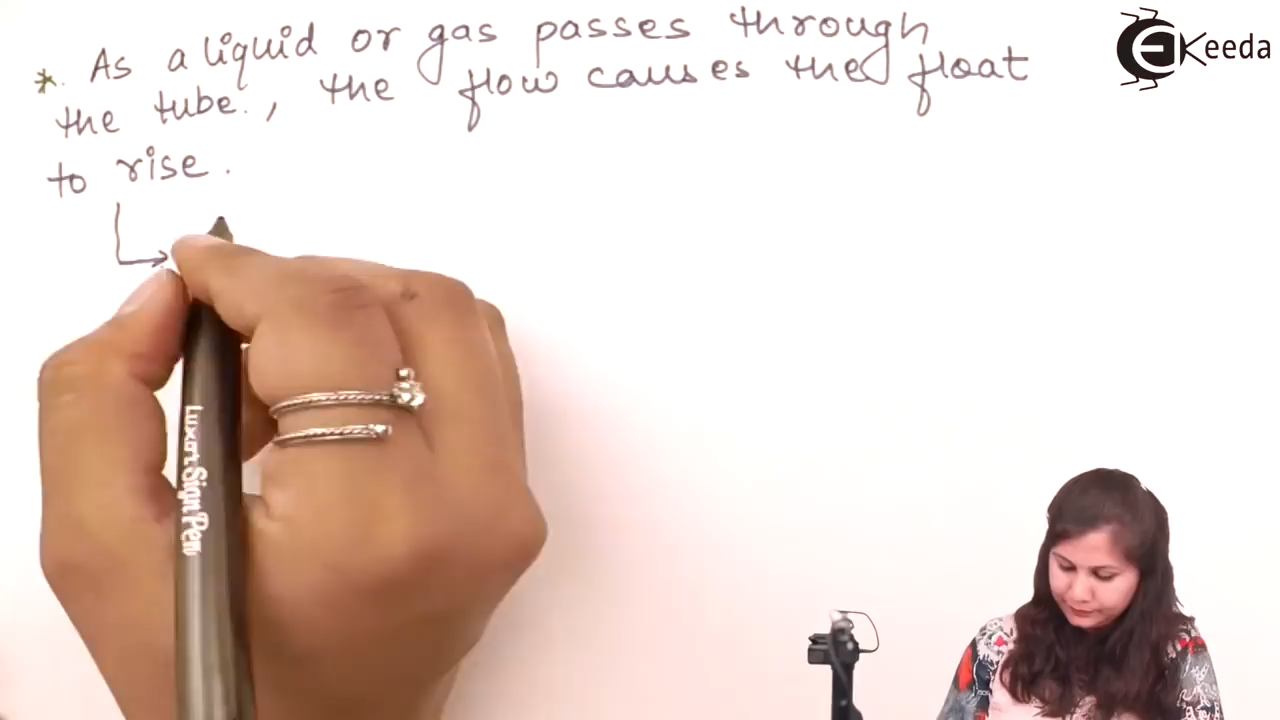 * As a liquid or gas passes through
the tube., the flow causes the float
to rise.
EKeeda
Luxor Sign Pen